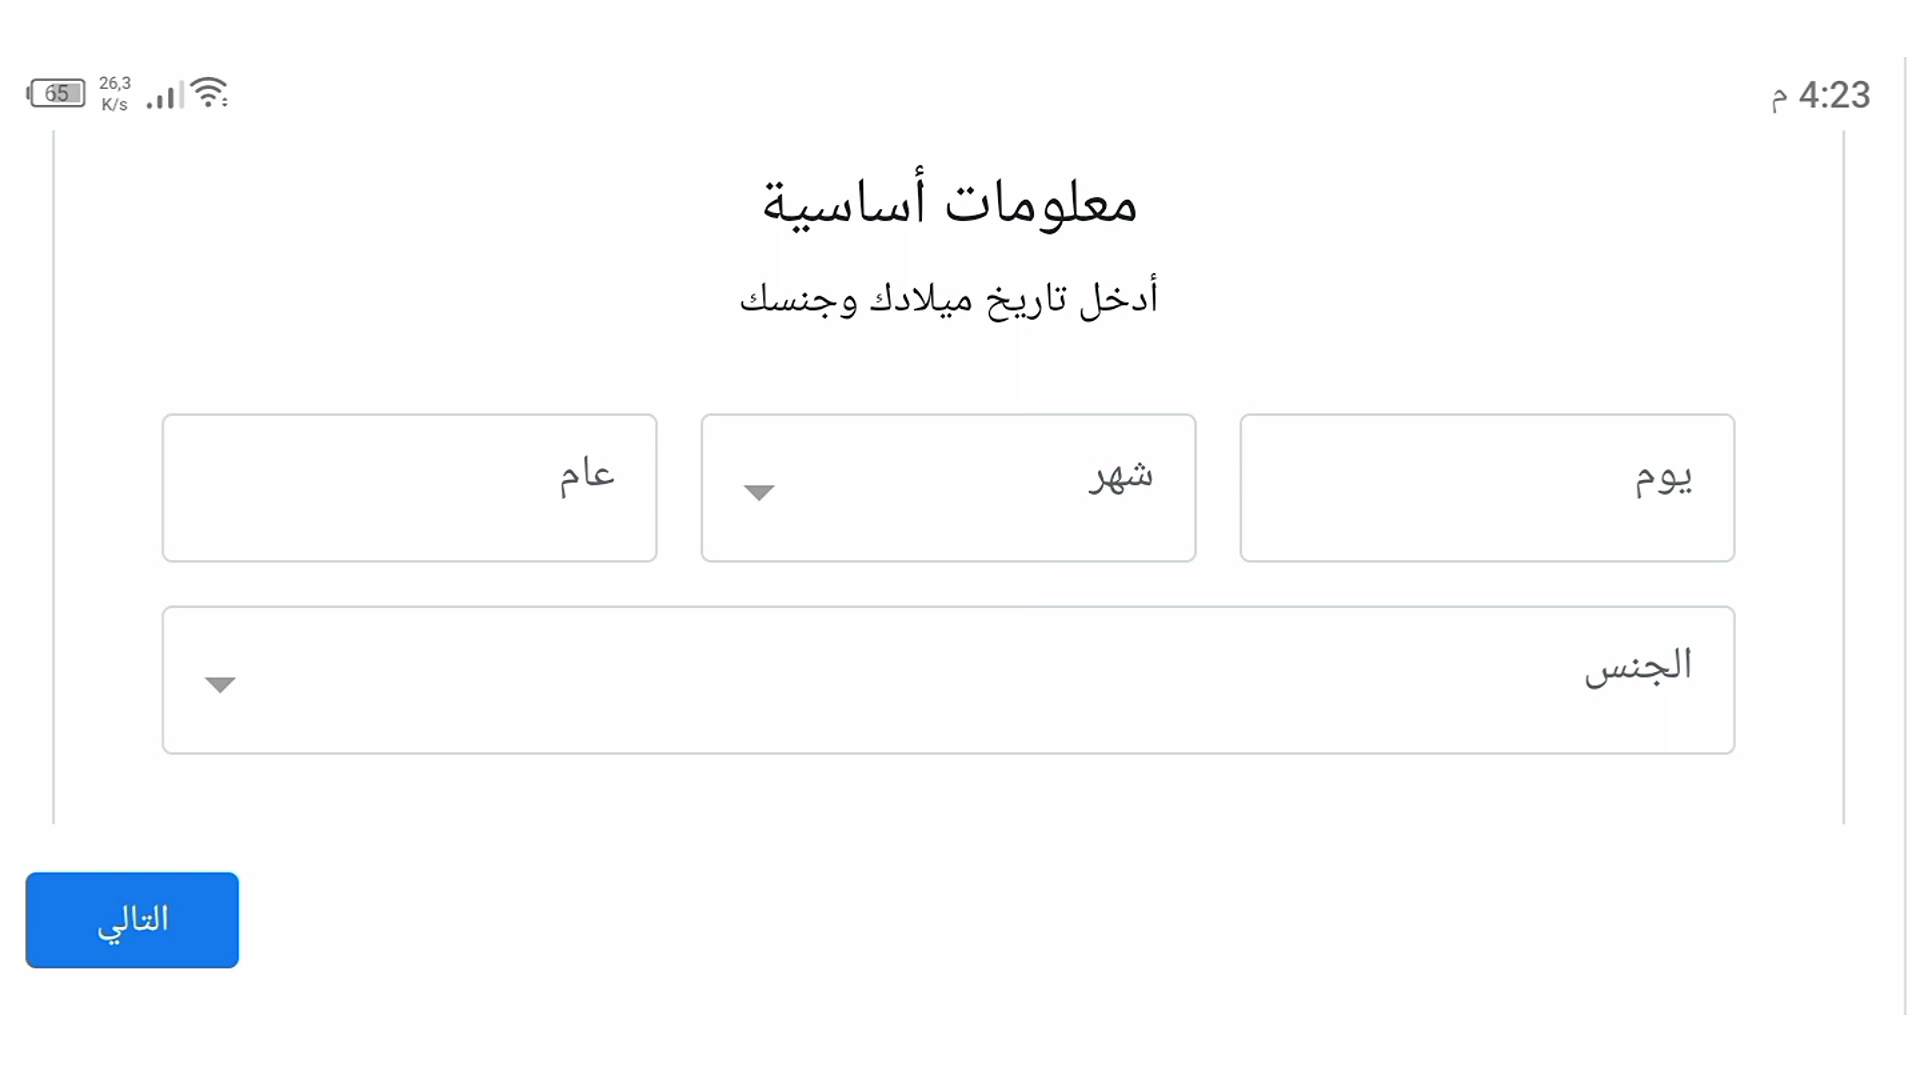 4:23 م
26,3
K/s
65
معلومات أساسية
أدخل تاريخ ميلادك وجنسك
يوم
شهر
عام
الجنس
التالي